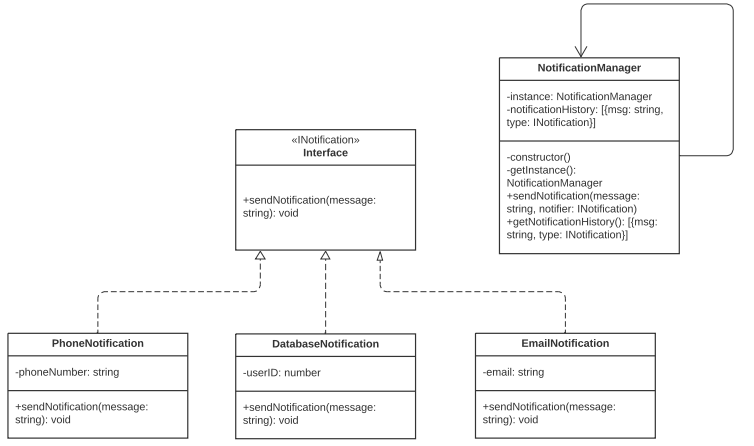 NotificationManager
-instance: NotificationManager
-notificationHistory: [{msg: string,
type: INotification}]
-constructor()
-getInstance():
NotificationManager
+sendNotification(message:
string, notifier: INotification)
+getNotificationHistory(): [{msg:
string, type: INotification}]
«INotification»
Interface
+sendNotification(message:
string): void
PhoneNotification
-phoneNumber: string
+sendNotification(message:
string): void
DatabaseNotification
-userID: number
+sendNotification(message:
string): void
EmailNotification
-email: string
+sendNotification(message:
string): void